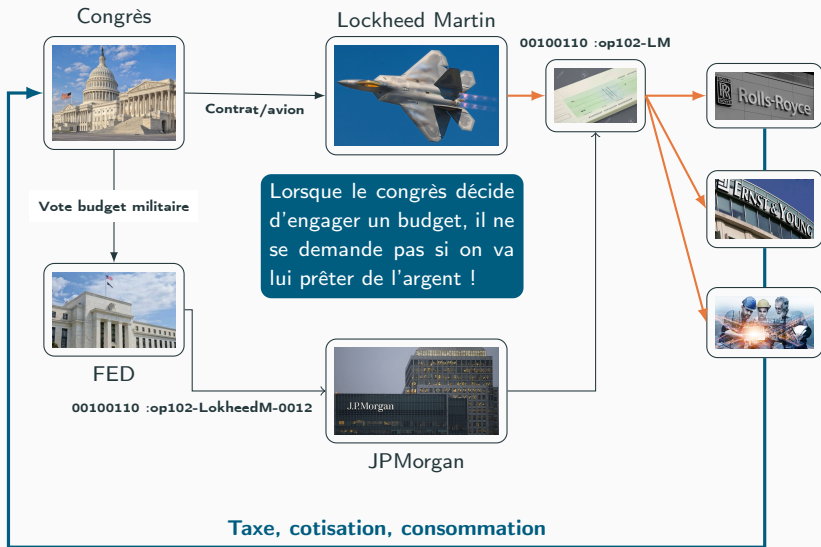 Congrès
Lockheed Martin
00100110 :op102-LM
Rolls-Royce
Contrat/avion
ERNST & YOUNG
Vote budget militaire
Lorsque le congrès décide
d'engager un budget, il ne
se demande pas si on va
lui prêter de l'argent !
FED
00100110 :op102-LokheedM-0012
J.P.Morgan
JPMorgan
Taxe, cotisation, consommation